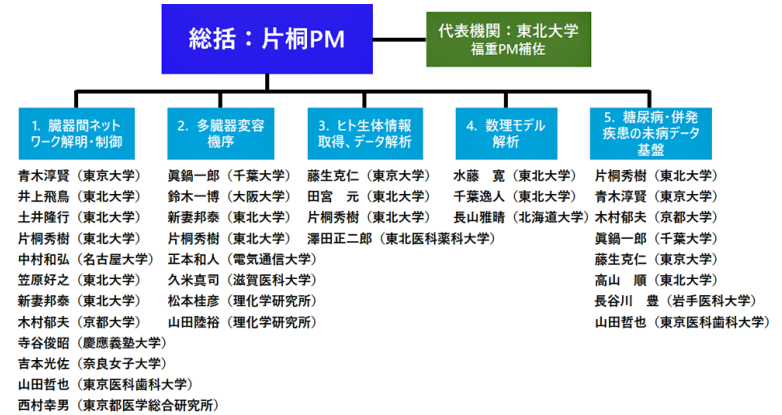 総括：片桐PM
代表機関：東北大学
福重PM補佐
1. 臓器間ネット
ワーク解明・制御
青木淳賢（東京大学）
井上飛鳥（東北大学）
土井隆行（東北大学）
片桐秀樹（東北大学）
中村和弘（名古屋大学）
笠原好之（東北大学）
新妻邦泰（東北大学）
木村郁夫（京都大学）
寺谷俊昭（慶應義塾大学）
吉本光佐（奈良女子大学）
山田哲也（東京医科歯科大学）
西村幸男（東京都医学総合研究所）
2. 多臓器変容
機序
眞鍋一郎（千葉大学）
鈴木一博（大阪大学）
新妻邦泰（東北大学）
片桐秀樹（東北大学）
正本和人（電気通信大学）
久米真司（滋賀医科大学）
松本桂彦（理化学研究所）
山田陸裕（理化学研究所）
3. ヒト生体情報
取得、データ解析
藤生克仁（東京大学）
田宮　元（東北大学）
片桐秀樹（東北大学）
澤田正二郎（東北医科薬科大学）
4. 数理モデル
解析
水藤　寛（東北大学）
千葉逸人（東北大学）
長山雅晴（北海道大学）
5. 糖尿病・併発
疾患の未病データ
基盤
片桐秀樹（東北大学）
青木淳賢（東京大学）
木村郁夫（京都大学）
眞鍋一郎（千葉大学）
藤生克仁（東京大学）
高山　順（東北大学）
長谷川　豊（岩手医科大学）
山田哲也（東京医科歯科大学）